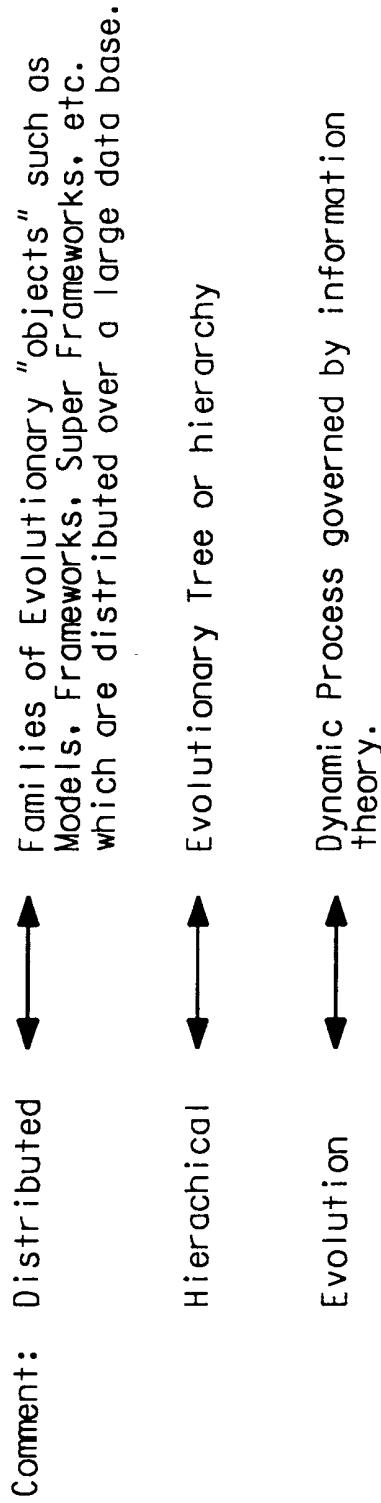 Comment: Distributed ⟷ Families of Evolutionary "objects" such as
Models, Frameworks, Super Frameworks, etc.
which are distributed over a large data base.
Hierachical ⟷ Evolutionary Tree or hierarchy
Evolution ⟷ Dynamic Process governed by information
theory.